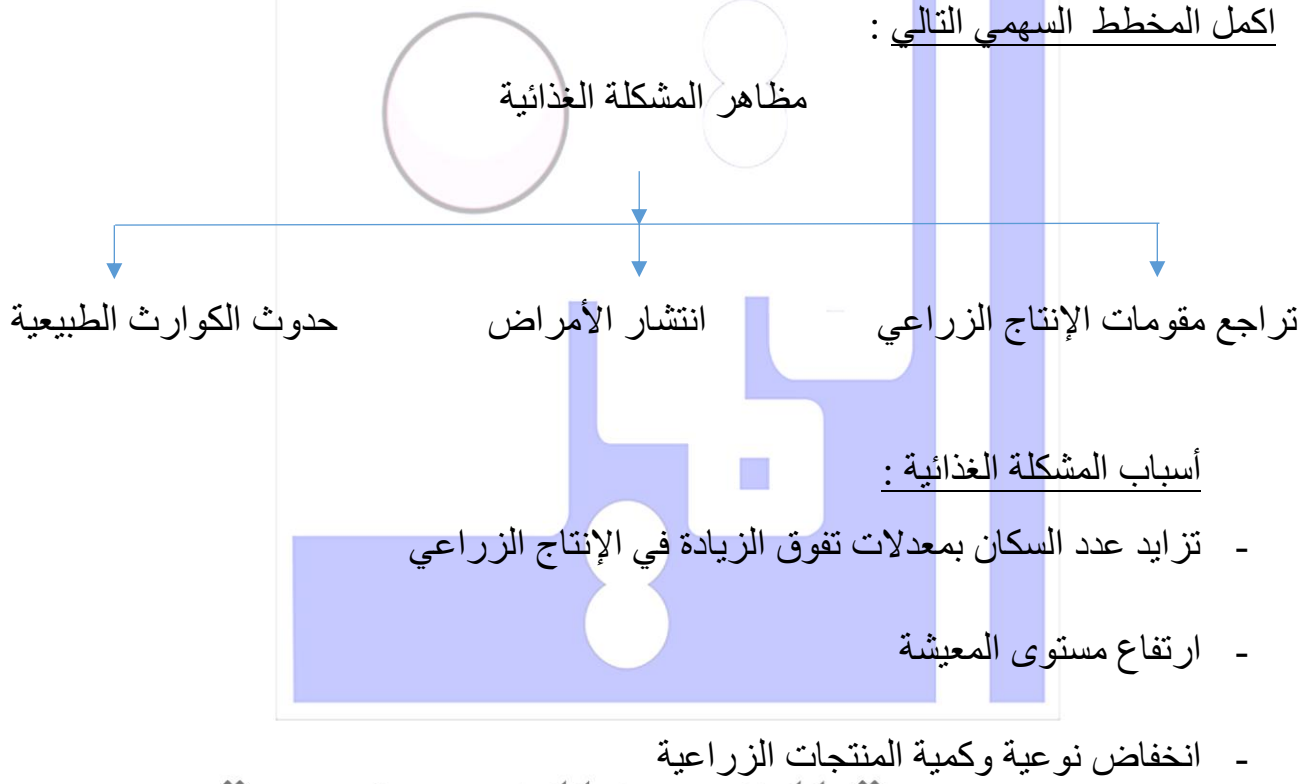 اكمل المخطط السهمي التالي :
مظاهر المشكلة الغذائية
تراجع مقومات الإنتاج الزراعي انتشار الأمراض حدوث الكوارث الطبيعية
أسباب المشكلة الغذائية :
- تزايد عدد السكان بمعدلات تفوق الزيادة في الإنتاج الزراعي
- ارتفاع مستوى المعيشة
- انخفاض نوعية وكمية المنتجات الزراعية